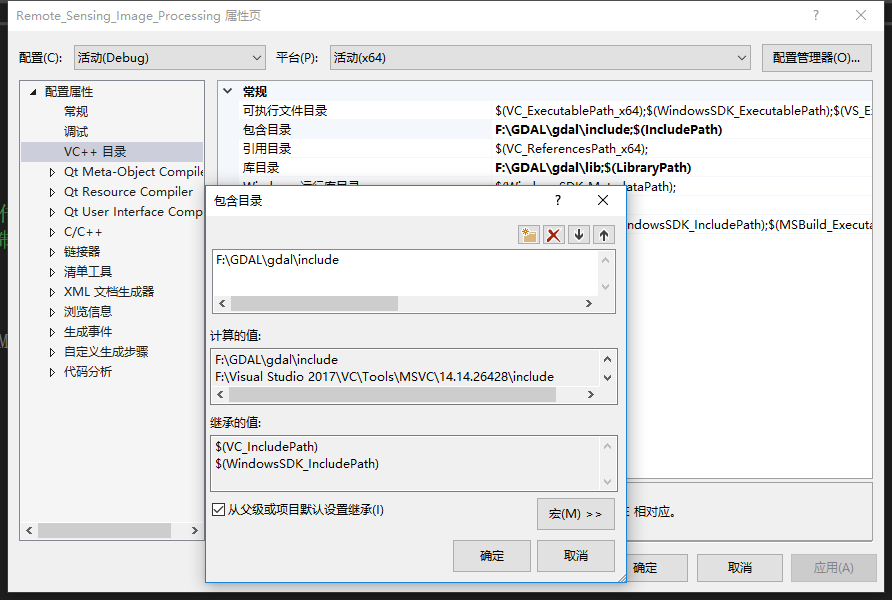 Remote_Sensing_Image_Processing 属性页
配置(C): 活动(Debug) 平台(P): 活动(x64) 配置管理器(O)...
配置属性
常规
调试
VC++ 目录
Qt Meta-Object Compile
Qt Resource Compiler
Qt User Interface Comp
C/C++
链接器
清单工具
XML 文档生成器
浏览信息
生成事件
自定义生成步骤
代码分析
常规
可执行文件目录 $(VC_ExecutablePath_x64);$(WindowsSDK_ExecutablePath);$(VS_E
包含目录 F:\GDAL\gdal\include;$(IncludePath)
引用目录 $(VC_ReferencesPath_x64);
库目录 F:\GDAL\gdal\lib;$(LibraryPath)
ndowsSDK_IncludePath);$(MSBuild_Executa
包含目录
F:\GDAL\gdal\include
计算的值:
F:\GDAL\gdal\include
F:\Visual Studio 2017\VC\Tools\MSVC\14.14.26428\include
继承的值:
$(VC_IncludePath)
$(WindowsSDK_IncludePath)
从父级或项目默认设置继承(I)
宏(M) >>
确定 取消
相对应。
确定 取消 应用(A)